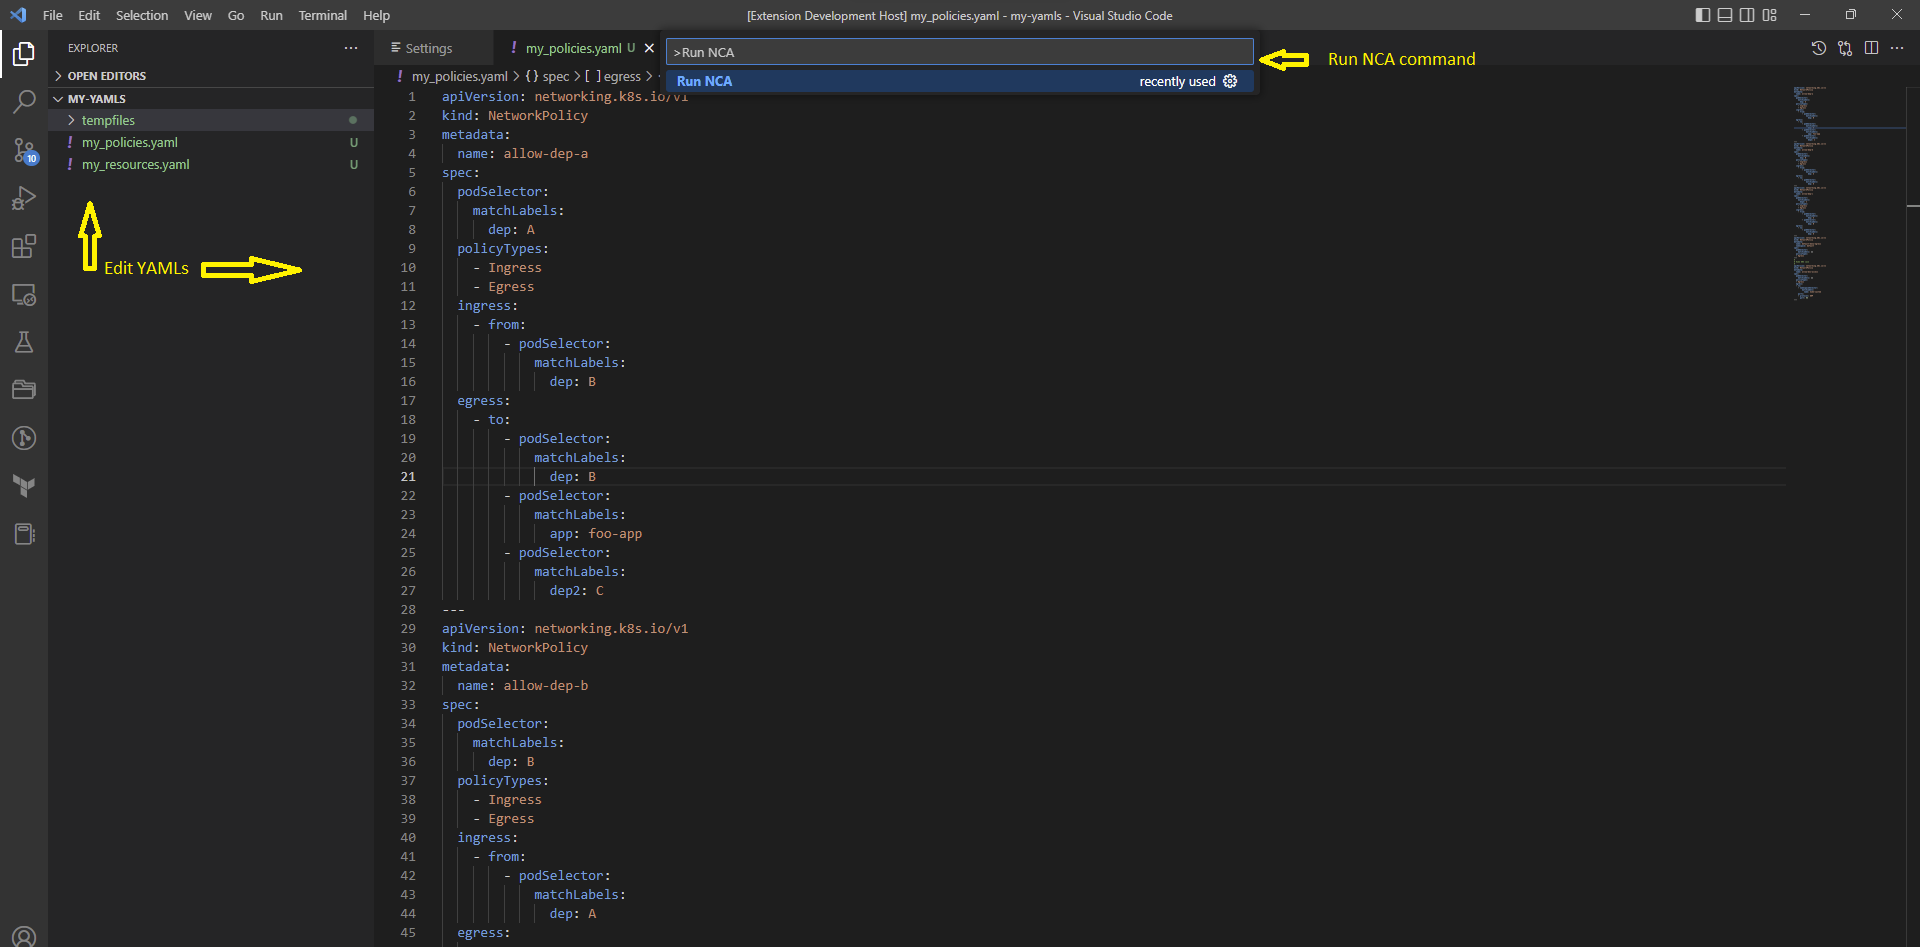 File Edit Selection View Go Run Terminal Help
[Extension Development Host] my_policies.yaml - my-yamls - Visual Studio Code
EXPLORER
OPEN EDITORS
MY-YAMLS
tempfiles
my_policies.yaml U
my_resources.yaml U
10
Edit YAMLs
Settings
my_policies.yaml U
>Run NCA
Run NCA recently used
Run NCA command
my_policies.yaml > {} spec > [ ] egress >
1 apiVersion: networking.k8s.io/v1
2 kind: NetworkPolicy
3 metadata:
4 name: allow-dep-a
5 spec:
6 podSelector:
7 matchLabels:
8 dep: A
9 policyTypes:
10 - Ingress
11 - Egress
12 ingress:
13 - from:
14 - podSelector:
15 matchLabels:
16 dep: B
17 egress:
18 - to:
19 - podSelector:
20 matchLabels:
21 dep: B
22 - podSelector:
23 matchLabels:
24 app: foo-app
25 - podSelector:
26 matchLabels:
27 dep2: C
28 ---
29 apiVersion: networking.k8s.io/v1
30 kind: NetworkPolicy
31 metadata:
32 name: allow-dep-b
33 spec:
34 podSelector:
35 matchLabels:
36 dep: B
37 policyTypes:
38 - Ingress
39 - Egress
40 ingress:
41 - from:
42 - podSelector:
43 matchLabels:
44 dep: A
45 egress: